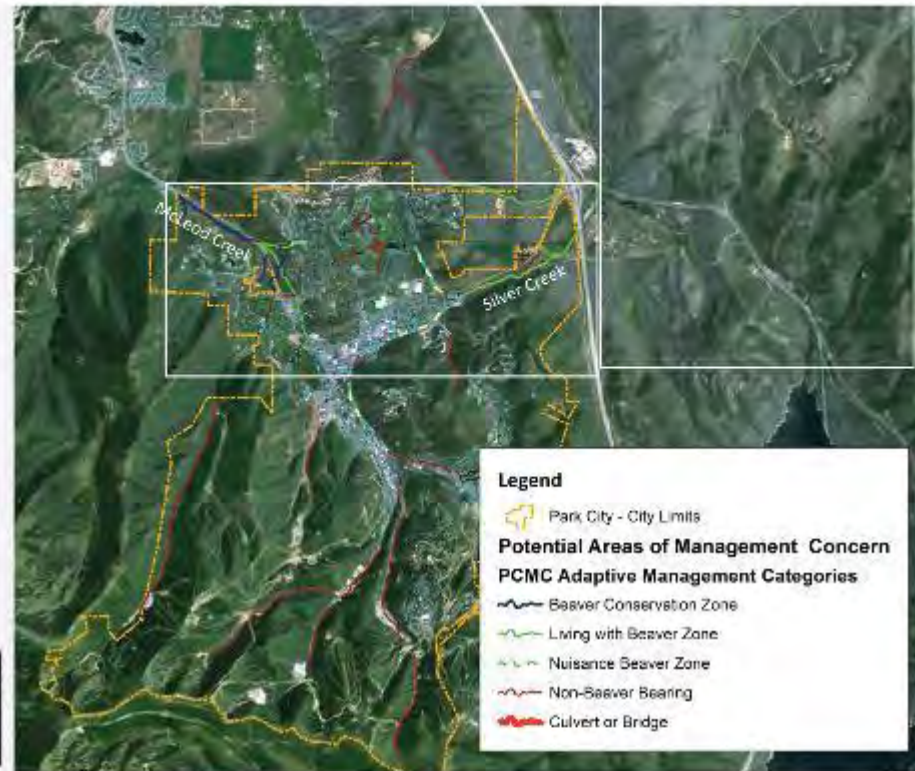 McLeod Creek
Silver Creek
Legend
Park City - City Limits
Potential Areas of Management Concern
PCMC Adaptive Management Categories
Beaver Conservation Zone
Living with Beaver Zone
Nuisance Beaver Zone
Non-Beaver Bearing
Culvert or Bridge